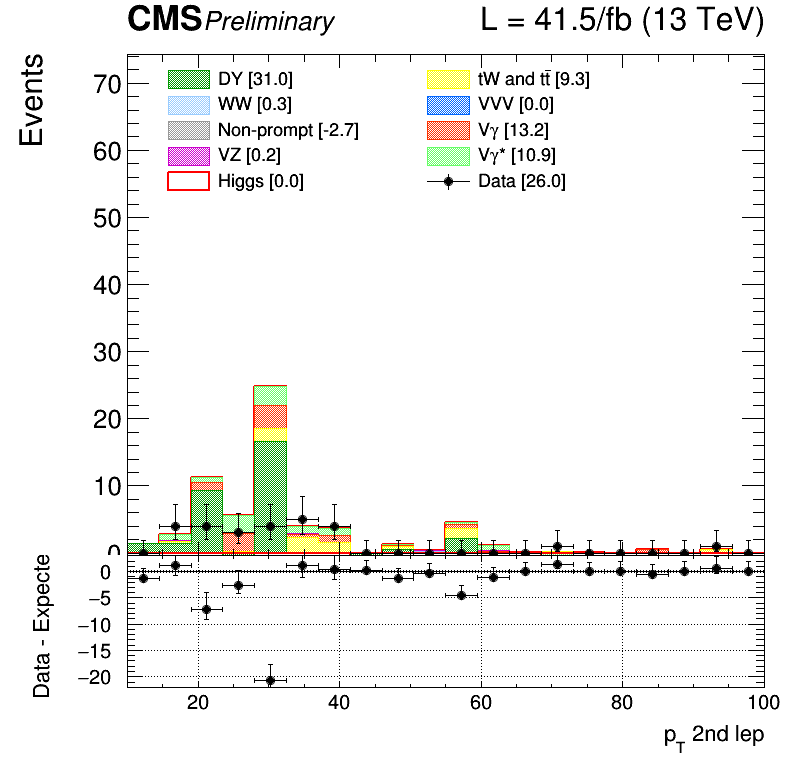 CMS Preliminary L = 41.5/fb (13 TeV)
Events
DY [31.0]
WW [0.3]
Non-prompt [-2.7]
VZ [0.2]
Higgs [0.0]
tW and tt̄ [9.3]
VVV [0.0]
Vγ [13.2]
Vγ* [10.9]
Data [26.0]
70
60
50
40
30
20
10
0
Data - Expecte
0
−5
−10
−15
−20
20 40 60 80 100
pT 2nd lep